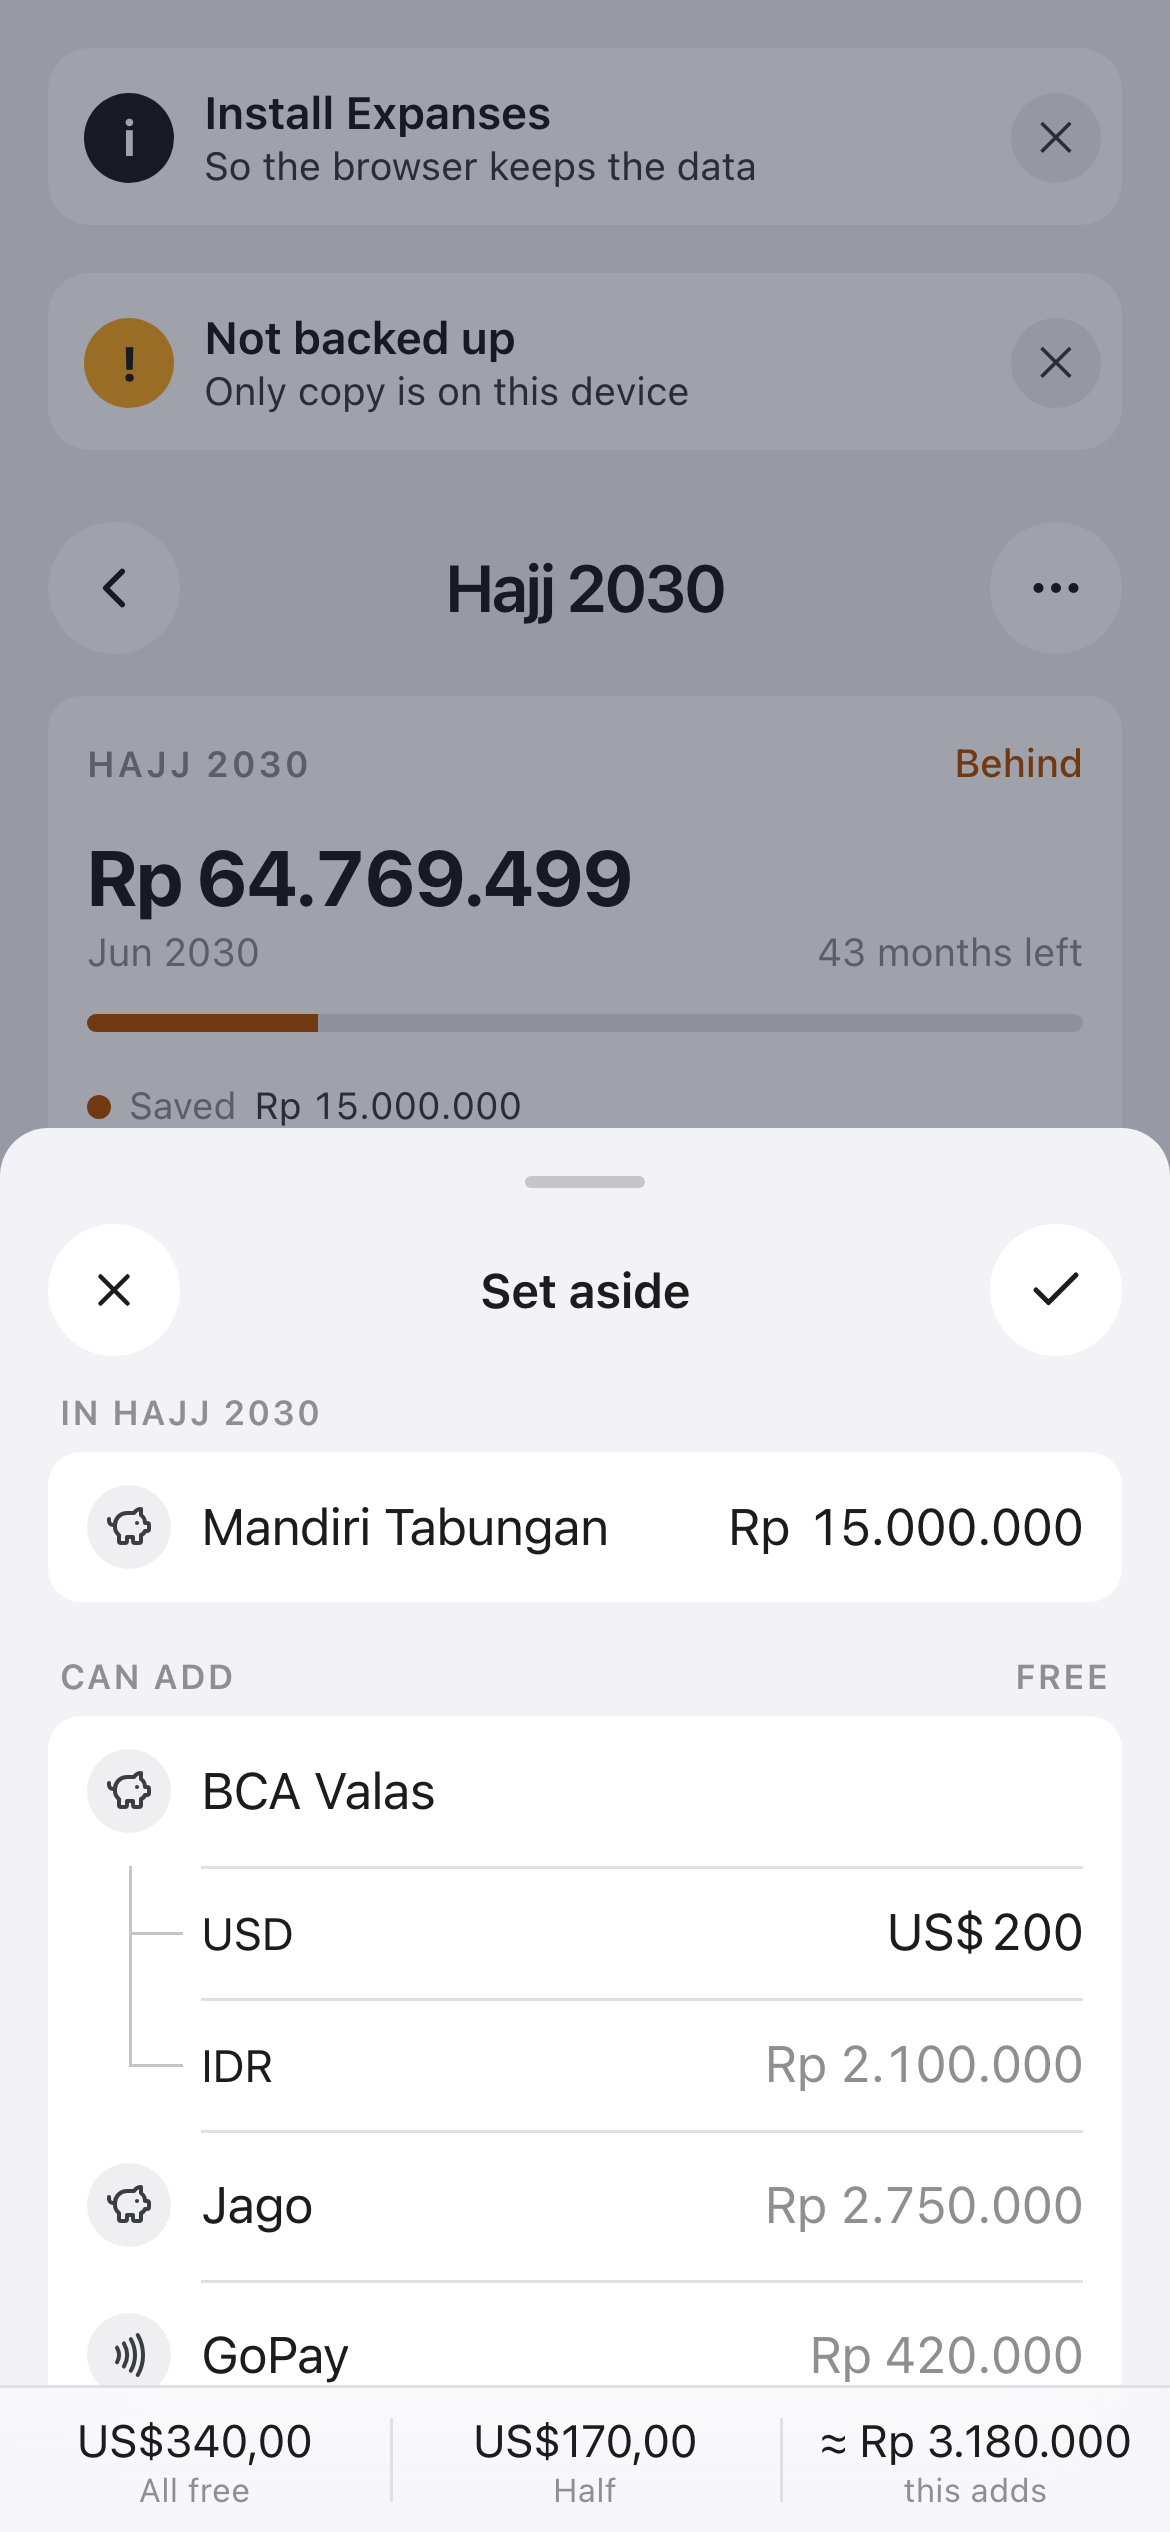 Install Expanses
So the browser keeps the data
Not backed up
Only copy is on this device
Hajj 2030
HAJJ 2030
Behind
Rp 64.769.499
Jun 2030
43 months left
Saved Rp 15.000.000
Set aside
IN HAJJ 2030
Mandiri Tabungan
Rp 15.000.000
CAN ADD
FREE
BCA Valas
USD
US$ 200
IDR
Rp 2.100.000
Jago
Rp 2.750.000
GoPay
Rp 420.000
US$340,00
All free
US$170,00
Half
≈ Rp 3.180.000
this adds